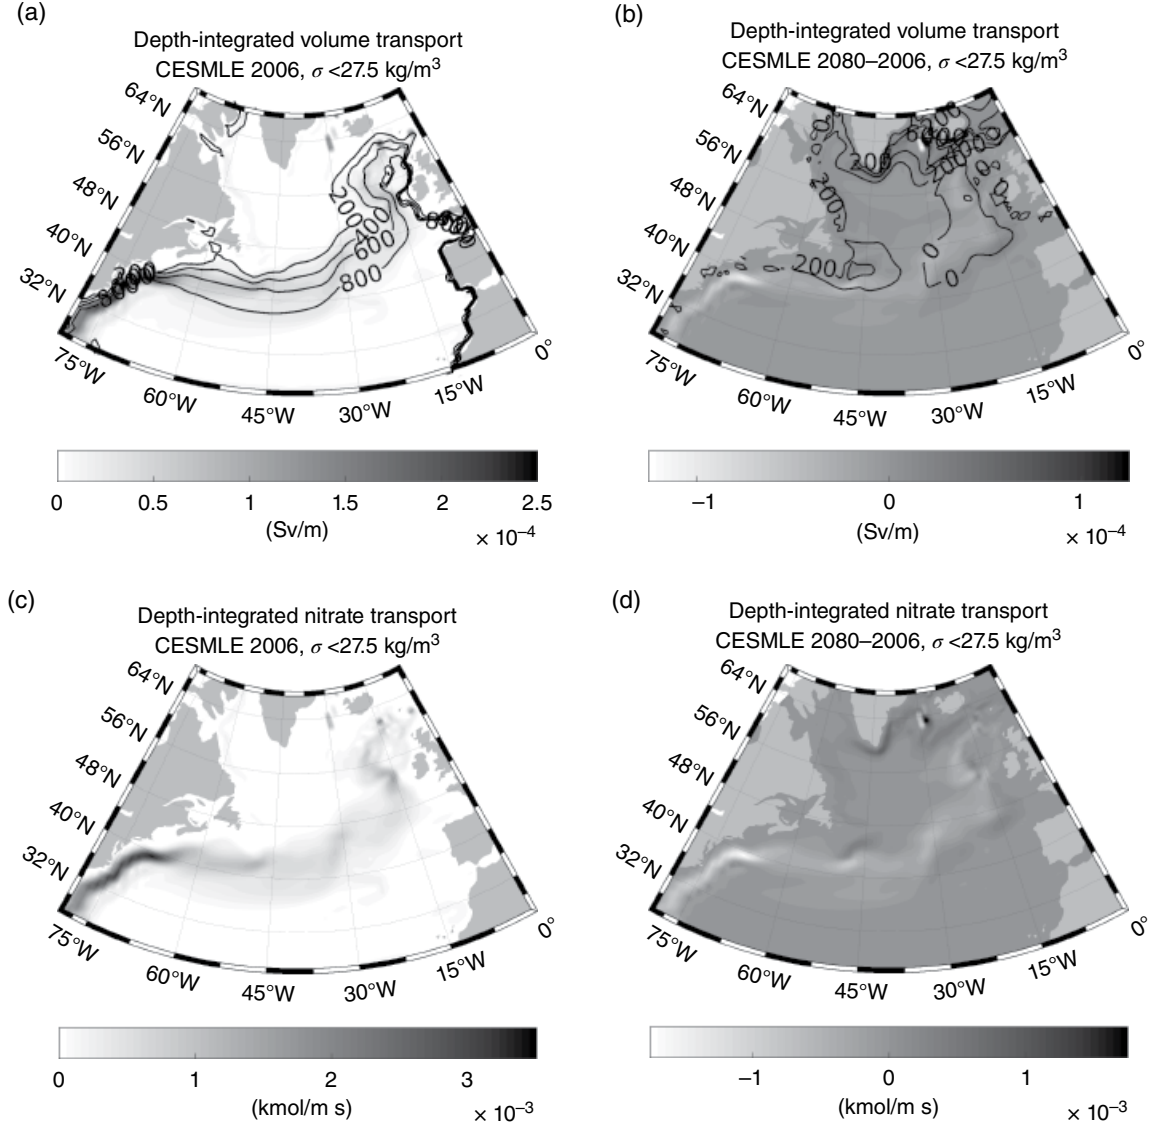 (a)
Depth-integrated volume transport
CESMLE 2006, σ <27.5 kg/m³
64°N
56°N
48°N
40°N
32°N
75°W
60°W
45°W
30°W
15°W
0°
200
400
600
800
0 0.5 1 1.5 2 2.5
(Sv/m)
× 10⁻⁴
(b)
Depth-integrated volume transport
CESMLE 2080–2006, σ <27.5 kg/m³
64°N
56°N
48°N
40°N
32°N
75°W
60°W
45°W
30°W
15°W
0°
200
200
200
0
0
–1 0 1
(Sv/m)
× 10⁻⁴
(c)
Depth-integrated nitrate transport
CESMLE 2006, σ <27.5 kg/m³
64°N
56°N
48°N
40°N
32°N
75°W
60°W
45°W
30°W
15°W
0°
0 1 2 3
(kmol/m s)
× 10⁻³
(d)
Depth-integrated nitrate transport
CESMLE 2080–2006, σ <27.5 kg/m³
64°N
56°N
48°N
40°N
32°N
75°W
60°W
45°W
30°W
15°W
0°
–1 0 1
(kmol/m s)
× 10⁻³